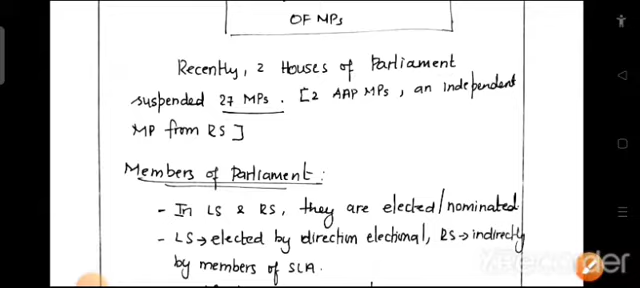 OF MPs
Recently, 2 Houses of Parliament
suspended 27 MPs. [2 AAP MPs, an independent
MP from RS]
Members of Parliament:
- In LS & RS, they are elected/nominated
- LS → elected by direction electional, RS → indirectly
by members of SLA.
Recorder